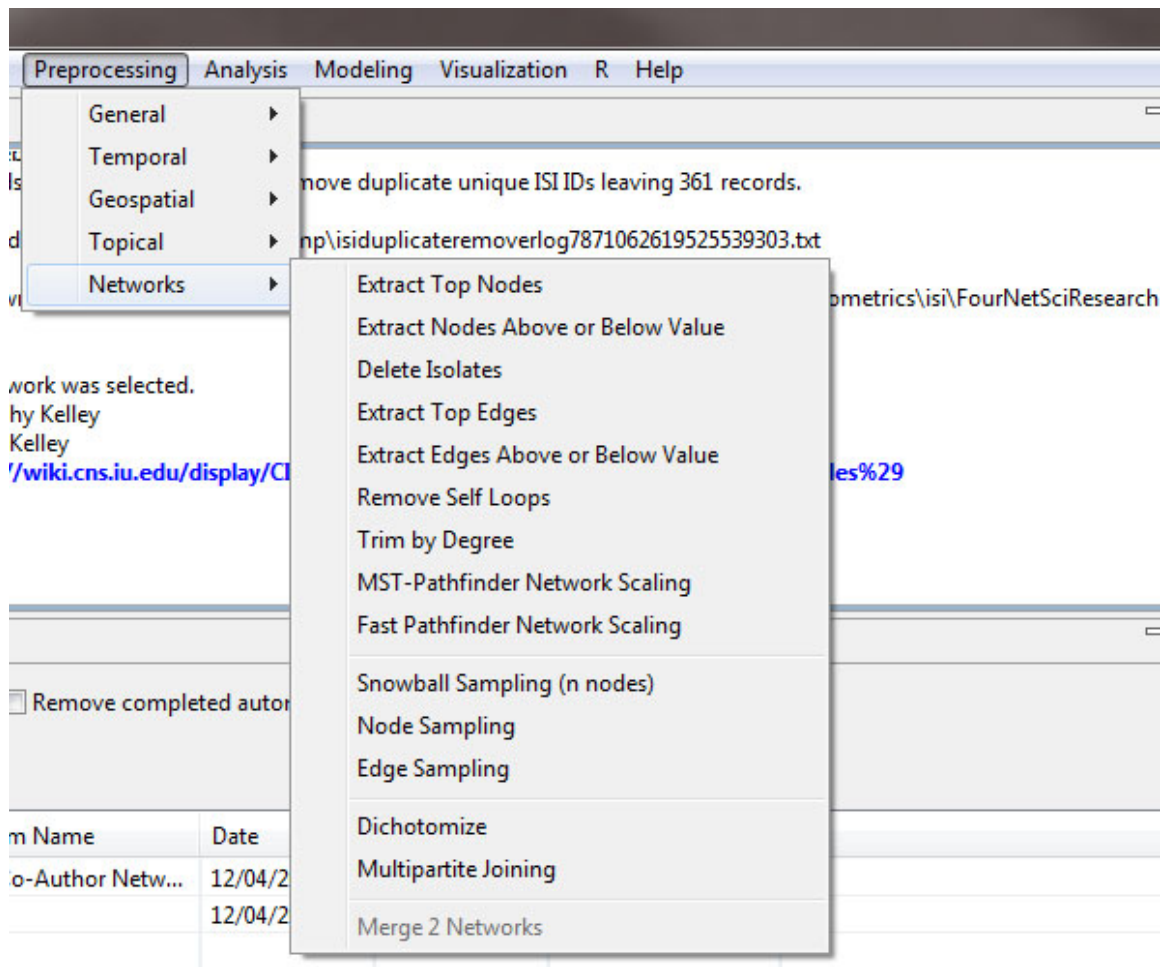 Preprocessing Analysis Modeling Visualization R Help
General
Temporal
Geospatial
Topical
Networks
move duplicate unique ISI IDs leaving 361 records.
np\isiduplicateremoverlog7871062619525539303.txt
ometrics\isi\FourNetSciResearch
work was selected.
hy Kelley
Kelley
//wiki.cns.iu.edu/display/CI
les%29
Extract Top Nodes
Extract Nodes Above or Below Value
Delete Isolates
Extract Top Edges
Extract Edges Above or Below Value
Remove Self Loops
Trim by Degree
MST-Pathfinder Network Scaling
Fast Pathfinder Network Scaling
Snowball Sampling (n nodes)
Node Sampling
Edge Sampling
Dichotomize
Multipartite Joining
Merge 2 Networks
Remove completed autor
m Name Date
o-Author Netw... 12/04/2
12/04/2